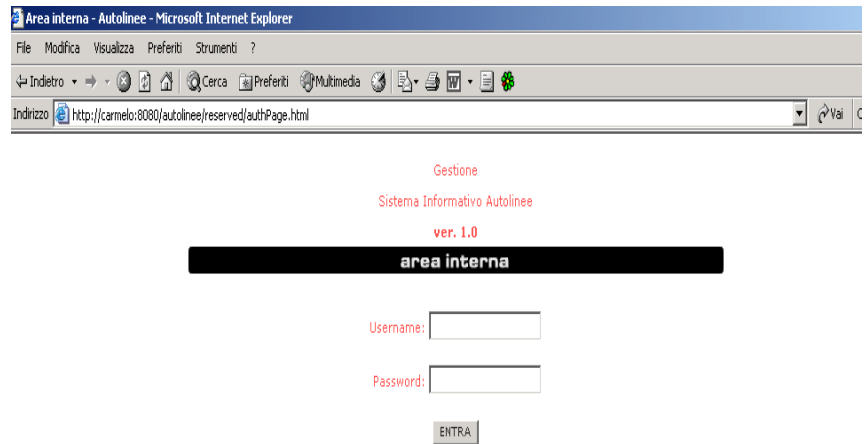 Area interna - Autolinee - Microsoft Internet Explorer
File Modifica Visualizza Preferiti Strumenti ?
Indietro Cerca Preferiti Multimedia
Indirizzo http://carmelo:8080/autolinee/reserved/authPage.html Vai
Gestione
Sistema Informativo Autolinee
ver. 1.0
area interna
Username:
Password:
ENTRA